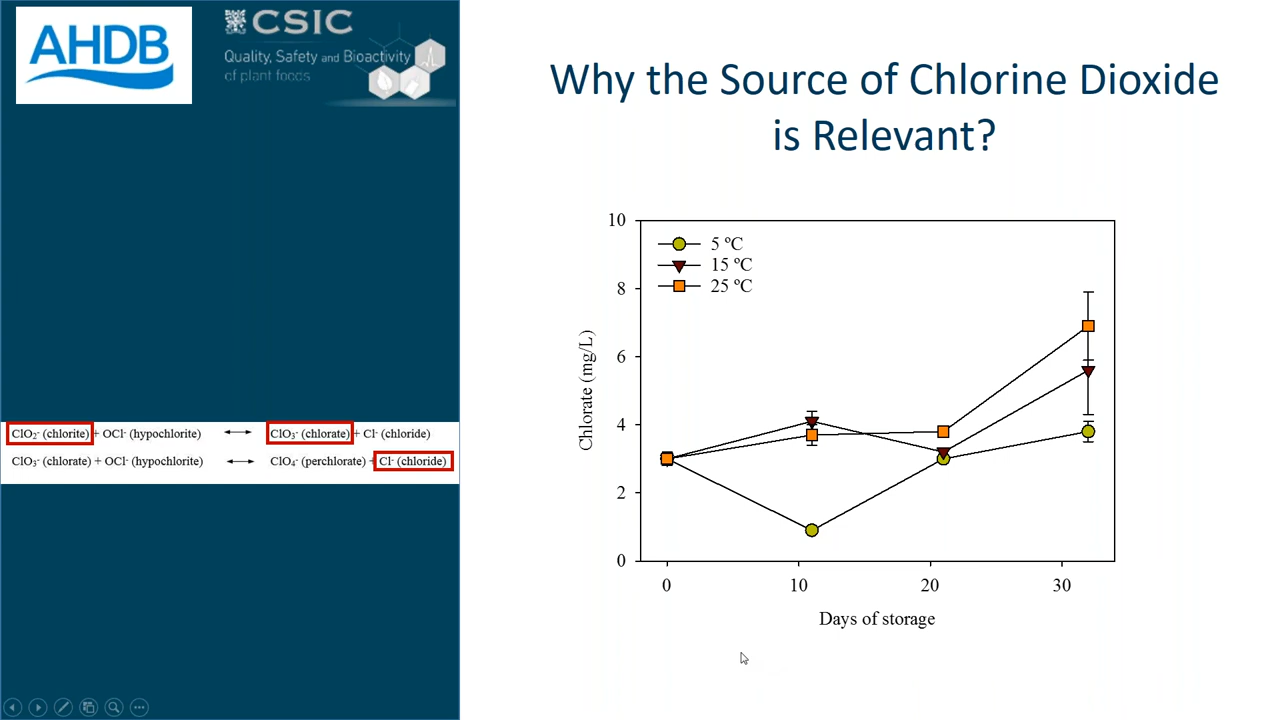 AHDB
CSIC
Quality, Safety and Bioactivity
of plant foods
Why the Source of Chlorine Dioxide
is Relevant?
ClO₂⁻ (chlorite) + OCl⁻ (hypochlorite) ↔ ClO₃⁻ (chlorate) + Cl⁻ (chloride)
ClO₃⁻ (chlorate) + OCl⁻ (hypochlorite) ↔ ClO₄⁻ (perchlorate) + Cl⁻ (chloride)
10
8
6
4
2
0
Chlorate (mg/L)
5 ºC
15 ºC
25 ºC
0 10 20 30
Days of storage